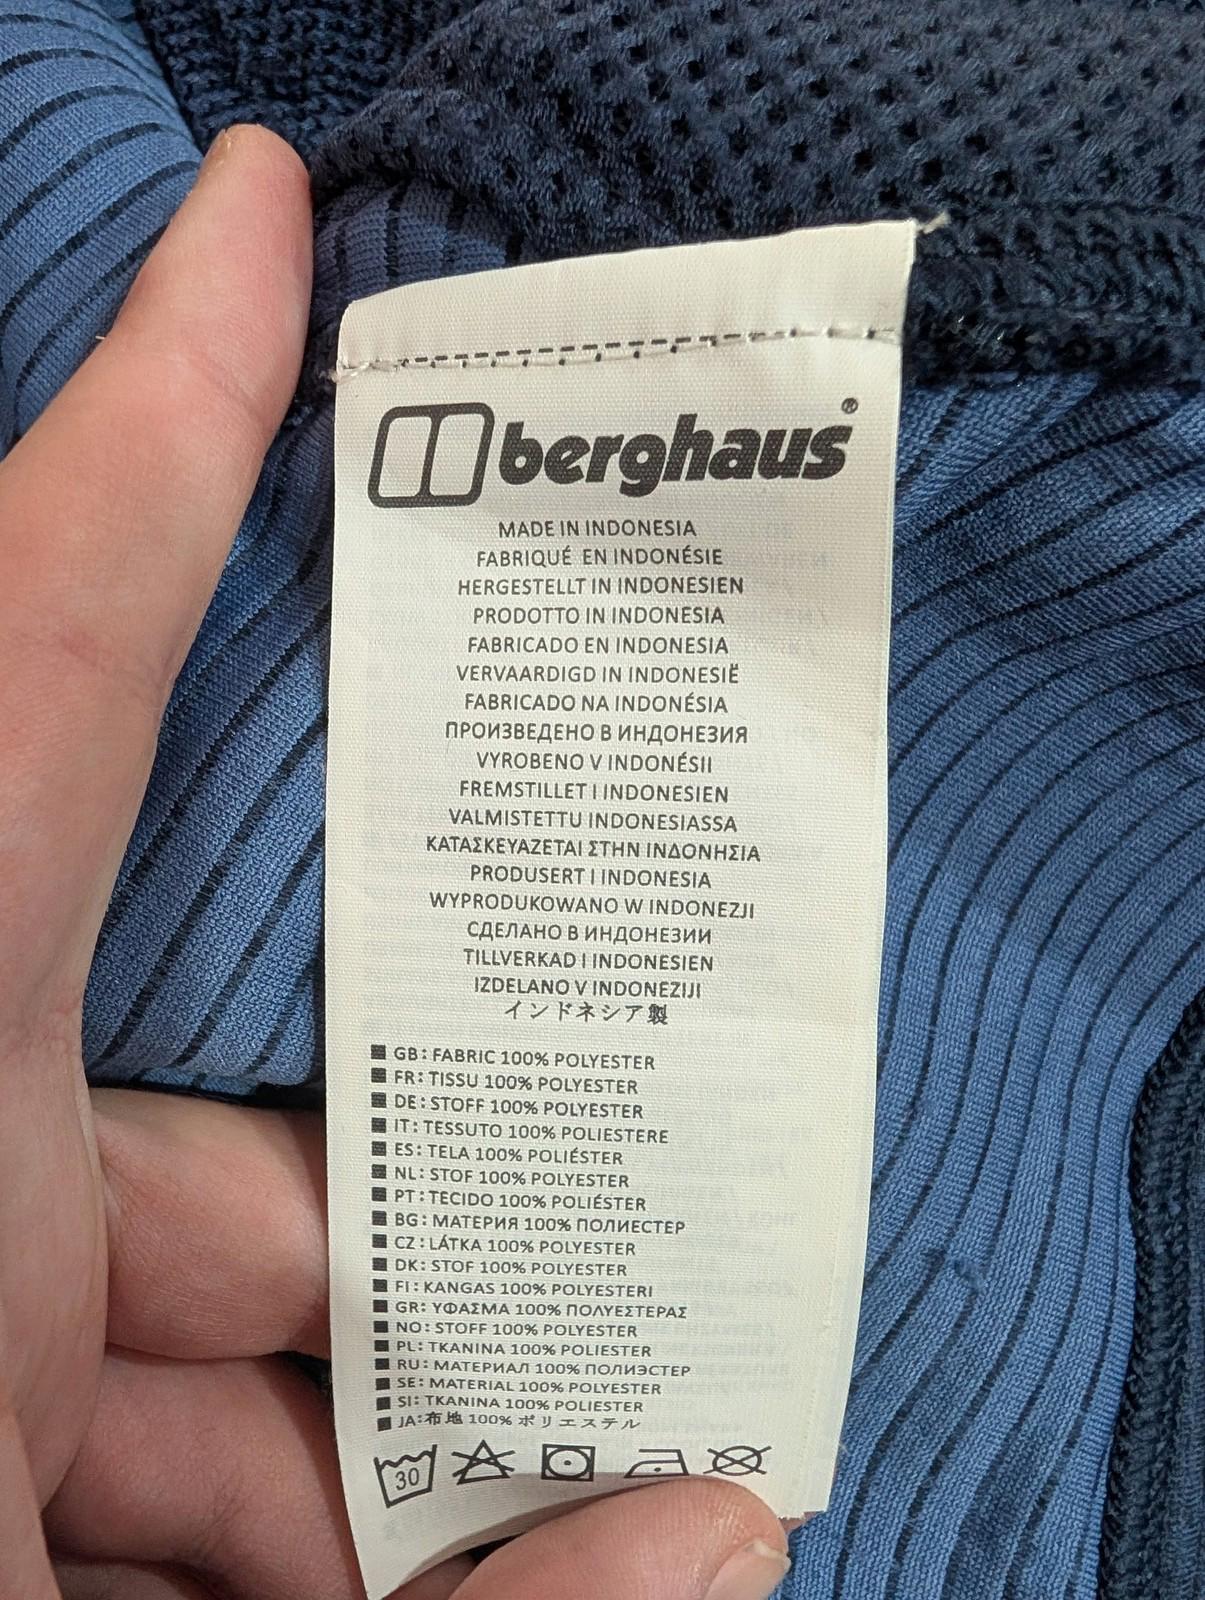 berghaus®
MADE IN INDONESIA
FABRIQUÉ EN INDONÉSIE
HERGESTELLT IN INDONESIEN
PRODOTTO IN INDONESIA
FABRICADO EN INDONESIA
VERVAARDIGD IN INDONESIË
FABRICADO NA INDONÉSIA
ПРОИЗВЕДЕНО В ИНДОНЕЗИЯ
VYROBENO V INDONÉSII
FREMSTILLET I INDONESIEN
VALMISTETTU INDONESIASSA
ΚΑΤΑΣΚΕΥΑΖΕΤΑΙ ΣΤΗΝ ΙΝΔΟΝΗΣΙΑ
PRODUSERT I INDONESIA
WYPRODUKOWANO W INDONEZJI
СДЕЛАНО В ИНДОНЕЗИИ
TILLVERKAD I INDONESIEN
IZDELANO V INDONEZIJI
インドネシア製
GB: FABRIC 100% POLYESTER
FR: TISSU 100% POLYESTER
DE: STOFF 100% POLYESTER
IT: TESSUTO 100% POLIESTERE
ES: TELA 100% POLIÉSTER
NL: STOF 100% POLYESTER
PT: TECIDO 100% POLIÉSTER
BG: МАТЕРИЯ 100% ПОЛИЕСТЕР
CZ: LÁTKA 100% POLYESTER
DK: STOF 100% POLYESTER
FI: KANGAS 100% POLYESTERI
GR: ΥΦΑΣΜΑ 100% ΠΟΛΥΕΣΤΕΡΑΣ
NO: STOFF 100% POLYESTER
PL: TKANINA 100% POLIESTER
RU: МАТЕРИАЛ 100% ПОЛИЭСТЕР
SE: MATERIAL 100% POLYESTER
SI: TKANINA 100% POLIESTER
JA: 布地 100% ポリエステル
30